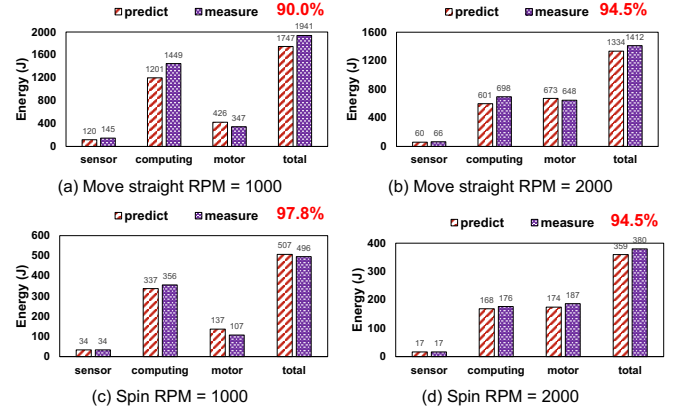 predict measure 90.0%
Energy (J)
2000
1600
1200
800
400
0
120 145 1201 1449 426 347 1747 1941
sensor computing motor total
(a) Move straight RPM = 1000
predict measure 94.5%
Energy (J)
1600
1200
800
400
0
60 66 601 698 673 648 1334 1412
sensor computing motor total
(b) Move straight RPM = 2000
predict measure 97.8%
Energy (J)
600
500
400
300
200
100
0
34 34 337 356 137 107 507 496
sensor computing motor total
(c) Spin RPM = 1000
predict measure 94.5%
Energy (J)
400
300
200
100
0
17 17 168 176 174 187 359 380
sensor computing motor total
(d) Spin RPM = 2000